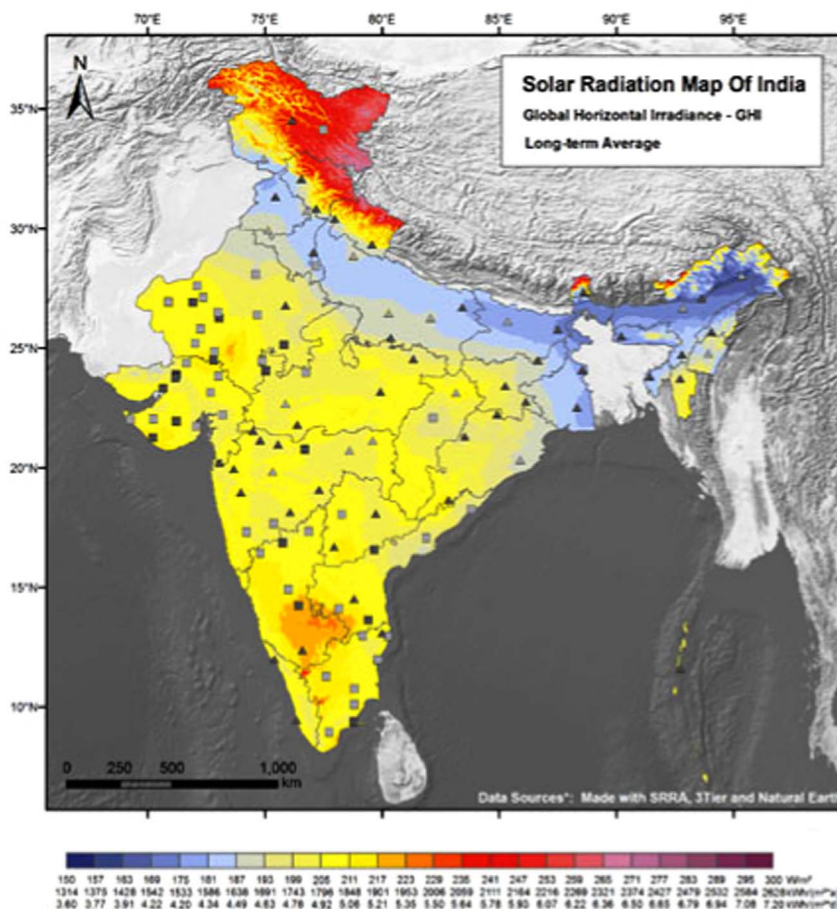 70°E 75°E 80°E 85°E 90°E 95°E
N
Solar Radiation Map Of India
Global Horizontal Irradiance - GHI
Long-term Average
35°N
30°N
25°N
20°N
15°N
10°N
0 250 500 1,000
km
Data Sources*: Made with SRRA, 3Tier and Natural Earth
150 157 163 169 175 181 187 193 199 205 211 217 223 229 235 241 247 253 259 265 271 277 283 289 295 300 W/m²
1314 1375 1428 1542 1533 1586 1638 1691 1743 1796 1848 1901 1953 2006 2059 2111 2164 2216 2269 2321 2374 2427 2479 2532 2584 2628
3.60 3.77 3.91 4.22 4.20 4.34 4.49 4.63 4.78 4.92 5.06 5.21 5.35 5.50 5.64 5.78 5.93 6.07 6.22 6.36 6.50 6.65 6.79 6.94 7.08 7.20